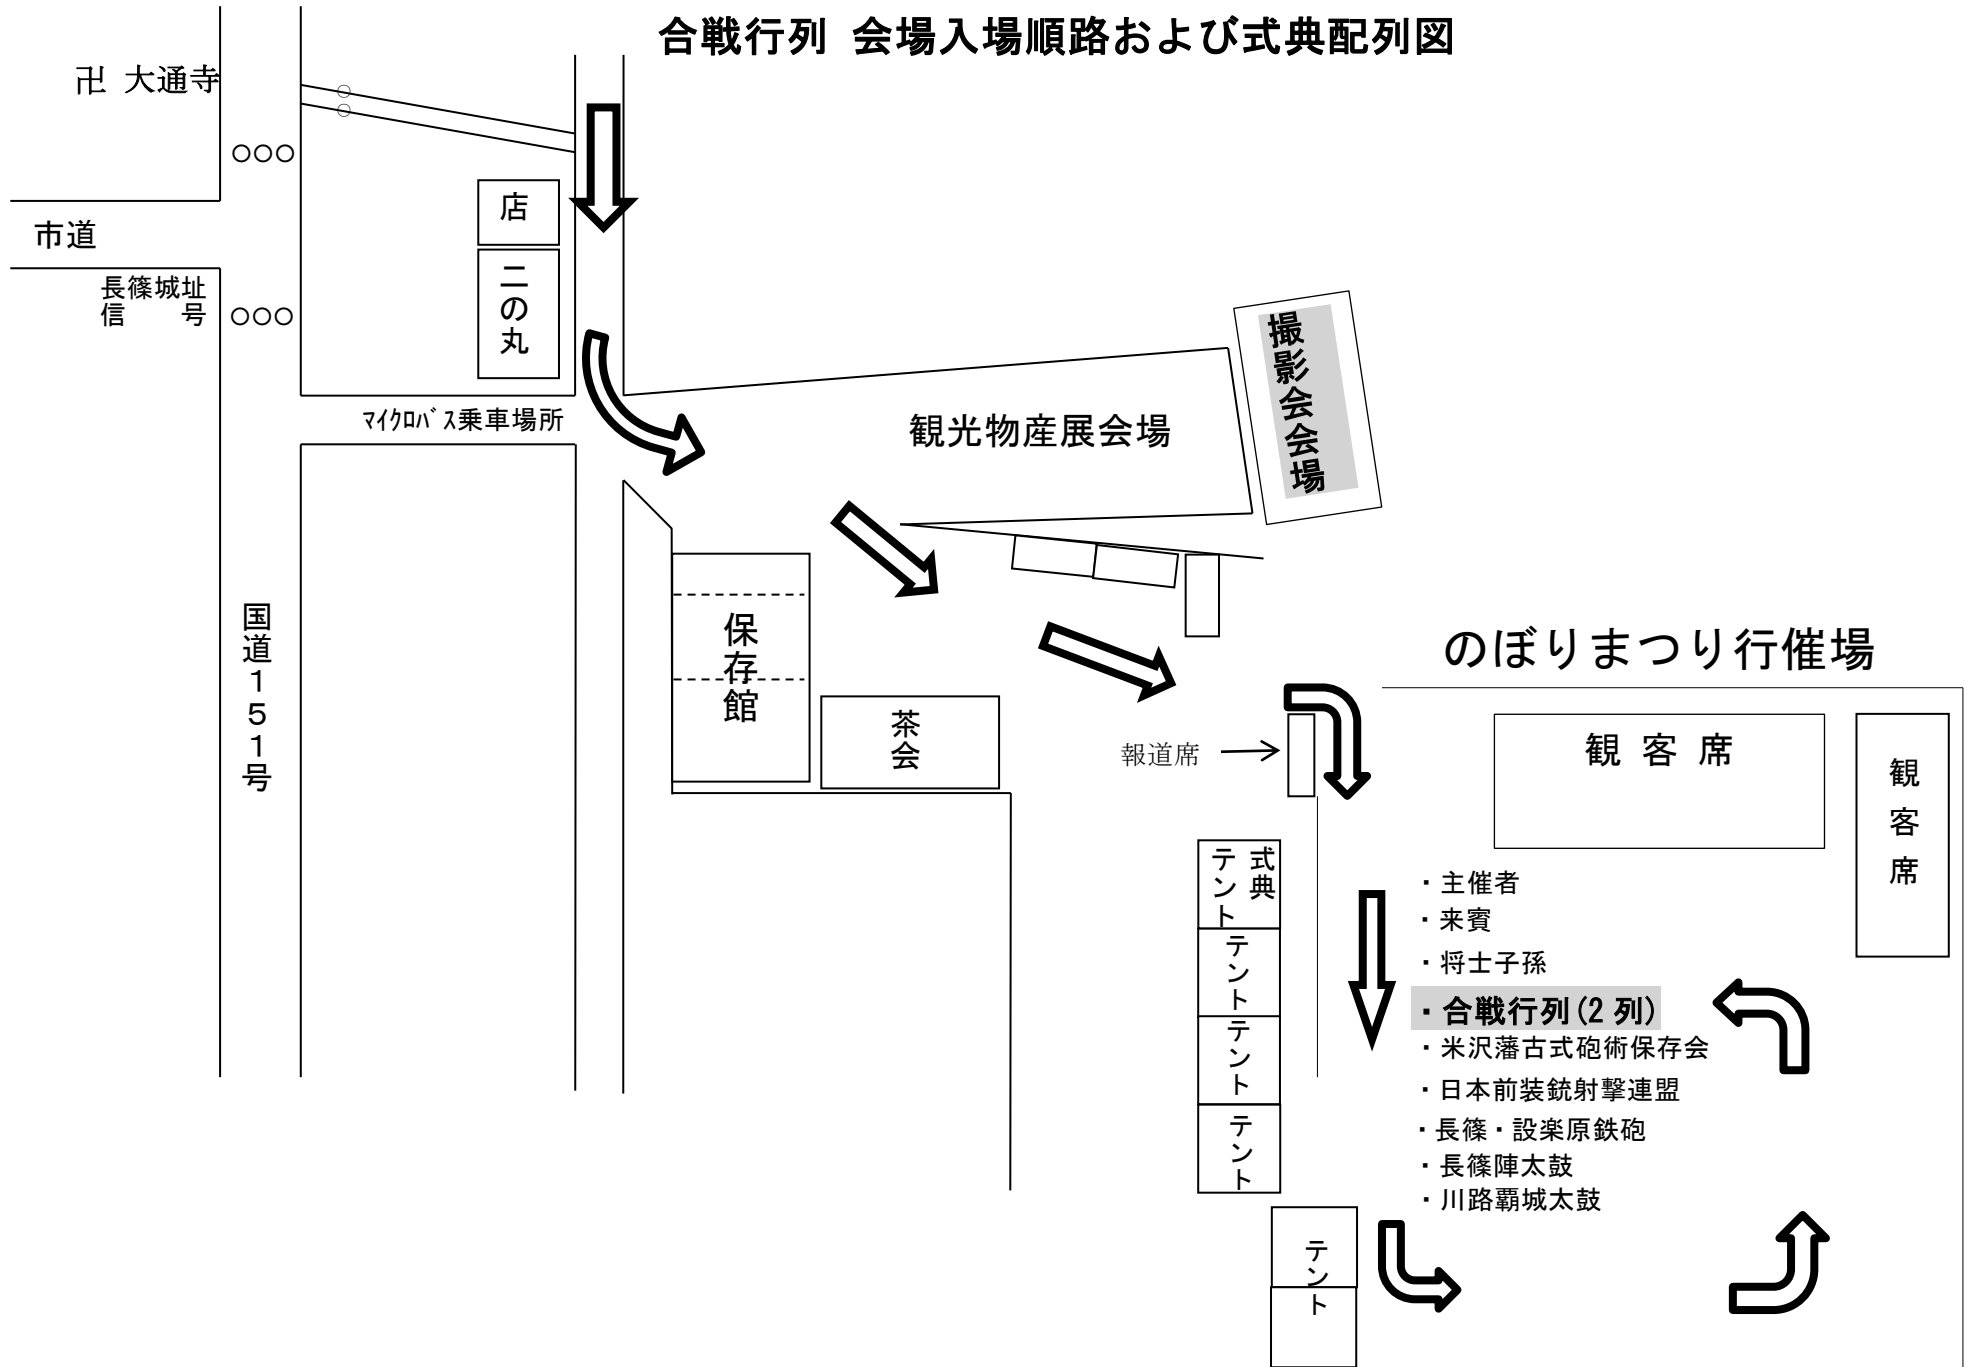 合戦行列 会場入場順路および式典配列図
卍 大通寺
○○○
市道
長篠城址
信　　号
○○○
店
二の丸
マイクロバス乗車場所
国道151号
観光物産展会場
撮影会会場
保存館
茶会
報道席
のぼりまつり行催場
観 客 席
観客席
式典
テント
テント
テント
テント
テント
・主催者
・来賓
・将士子孫
・合戦行列(2 列)
・米沢藩古式砲術保存会
・日本前装銃射撃連盟
・長篠・設楽原鉄砲
・長篠陣太鼓
・川路覇城太鼓